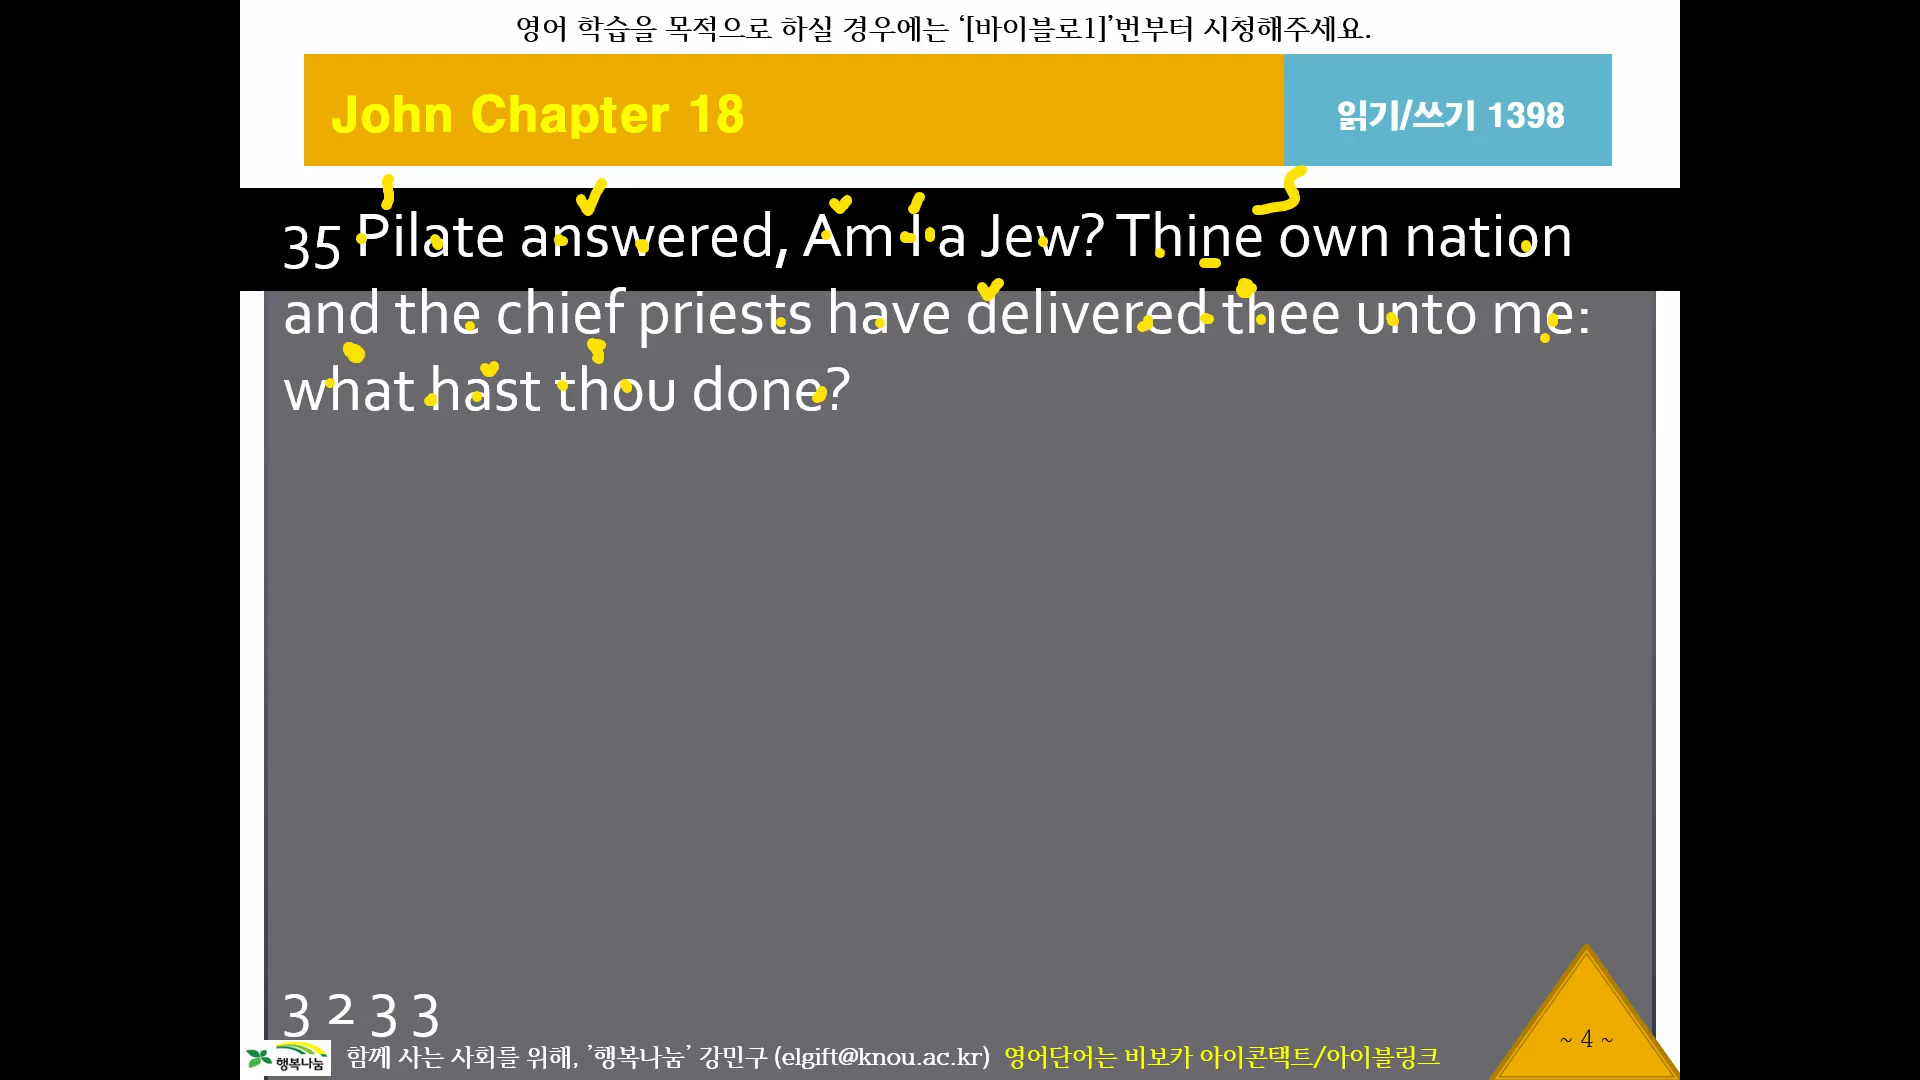 영어 학습을 목적으로 하실 경우에는 ‘[바이블로1]’번부터 시청해주세요.
John Chapter 18
읽기/쓰기 1398
35 Pilate answered, Am I a Jew? Thine own nation
and the chief priests have delivered thee unto me:
what hast thou done?
3 2 3 3
~ 4 ~
행복나눔
함께 사는 사회를 위해, ’행복나눔’ 강민구 (elgift@knou.ac.kr) 영어단어는 비보카 아이콘택트/아이블링크